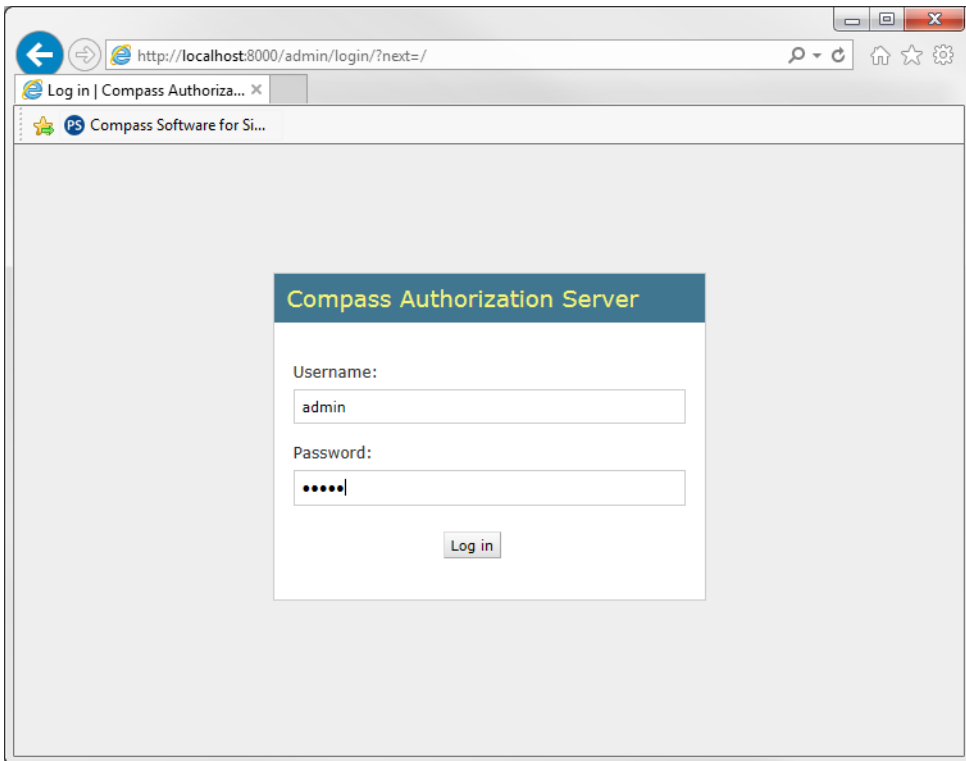 http://localhost:8000/admin/login/?next=/
Log in | Compass Authoriza...
PS Compass Software for Si...
Compass Authorization Server
Username:
admin
Password:
•••••
Log in